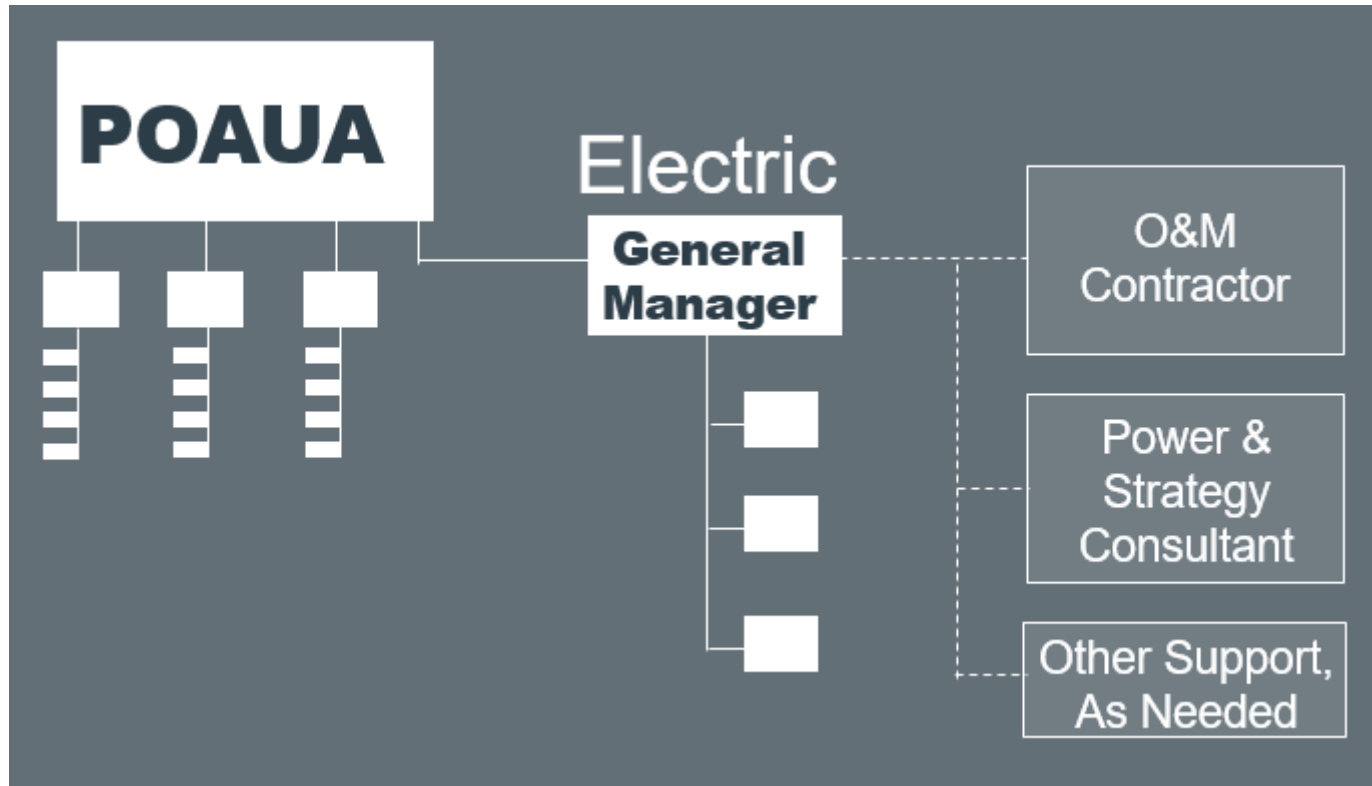 POAUA
Electric
General
Manager
O&M
Contractor
Power &
Strategy
Consultant
Other Support,
As Needed